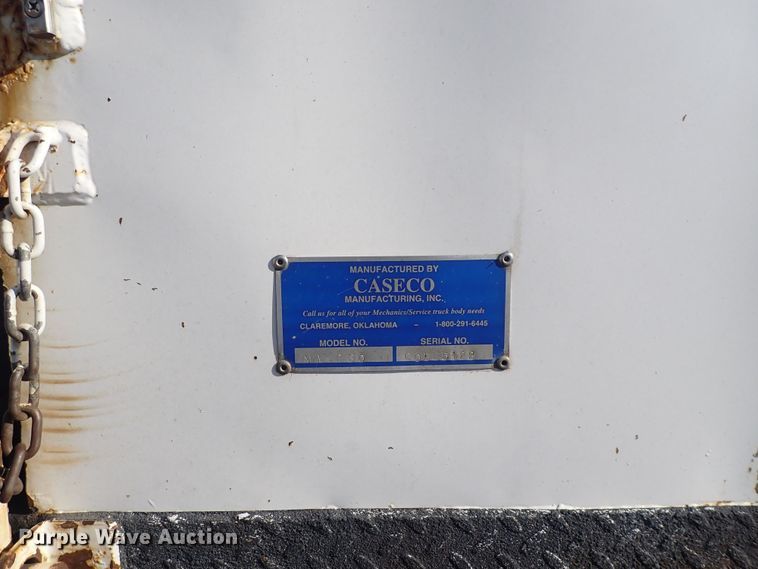 MANUFACTURED BY
CASECO
MANUFACTURING, INC.
Call us for all of your Mechanics/Service truck body needs
CLAREMORE, OKLAHOMA - 1-800-291-6445
MODEL NO. SERIAL NO.
Purple Wave Auction